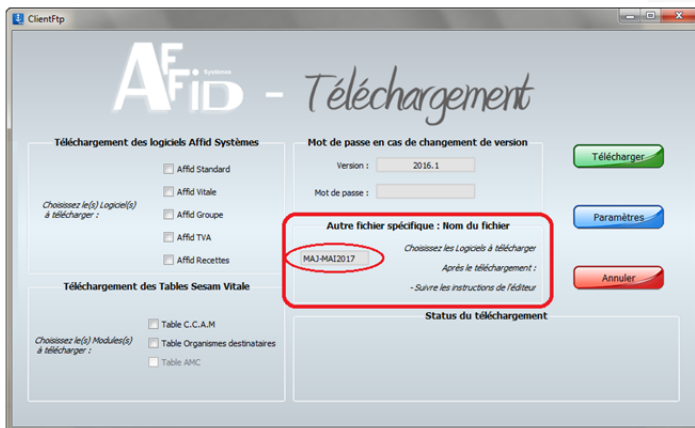 ClientFtp
AFFID Systèmes - Téléchargement
Téléchargement des logiciels Affid Systèmes
Choisissez le(s) Logiciel(s)
à télécharger :
Affid Standard
Affid Vitale
Affid Groupe
Affid TVA
Affid Recettes
Mot de passe en cas de changement de version
Version : 2016.1
Mot de passe :
Télécharger
Paramètres
Annuler
Autre fichier spécifique : Nom du fichier
MAJ-MAI2017
Choisissez les Logiciels à télécharger
Après le téléchargement :
- Suivre les instructions de l'éditeur
Téléchargement des Tables Sesam Vitale
Choisissez le(s) Modules(s)
à télécharger :
Table C.C.A.M
Table Organismes destinataires
Table AMC
Status du téléchargement